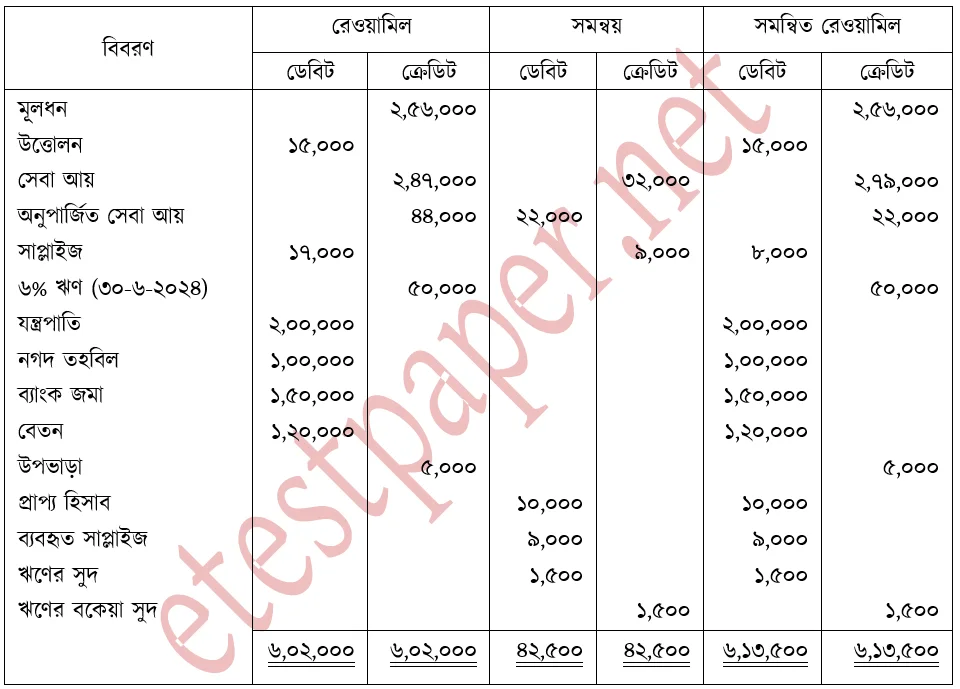 বিবরণ রেওয়ামিল সমন্বয় সমন্বিত রেওয়ামিল
ডেবিট ক্রেডিট ডেবিট ক্রেডিট ডেবিট ক্রেডিট
মূলধন ২,৫৬,০০০ ২,৫৬,০০০
উত্তোলন ১৫,০০০ ১৫,০০০
সেবা আয় ২,৪৭,০০০ ৩২,০০০ ২,৭৯,০০০
অনুপার্জিত সেবা আয় ৪৪,০০০ ২২,০০০ ২২,০০০
সাপ্লাইজ ১৭,০০০ ৯,০০০ ৮,০০০
৬% ঋণ (৩০-৬-২০২৪) ৫০,০০০ ৫০,০০০
যন্ত্রপাতি ২,০০,০০০ ২,০০,০০০
নগদ তহবিল ১,০০,০০০ ১,০০,০০০
ব্যাংক জমা ১,৫০,০০০ ১,৫০,০০০
বেতন ১,২০,০০০ ১,২০,০০০
উপভাড়া ৫,০০০ ৫,০০০
প্রাপ্য হিসাব ১০,০০০ ১০,০০০
ব্যবহৃত সাপ্লাইজ ৯,০০০ ৯,০০০
ঋণের সুদ ১,৫০০ ১,৫০০
ঋণের বকেয়া সুদ ১,৫০০ ১,৫০০
৬,০২,০০০ ৬,০২,০০০ ৪২,৫০০ ৪২,৫০০ ৬,১৩,৫০০ ৬,১৩,৫০০
etestpaper.net